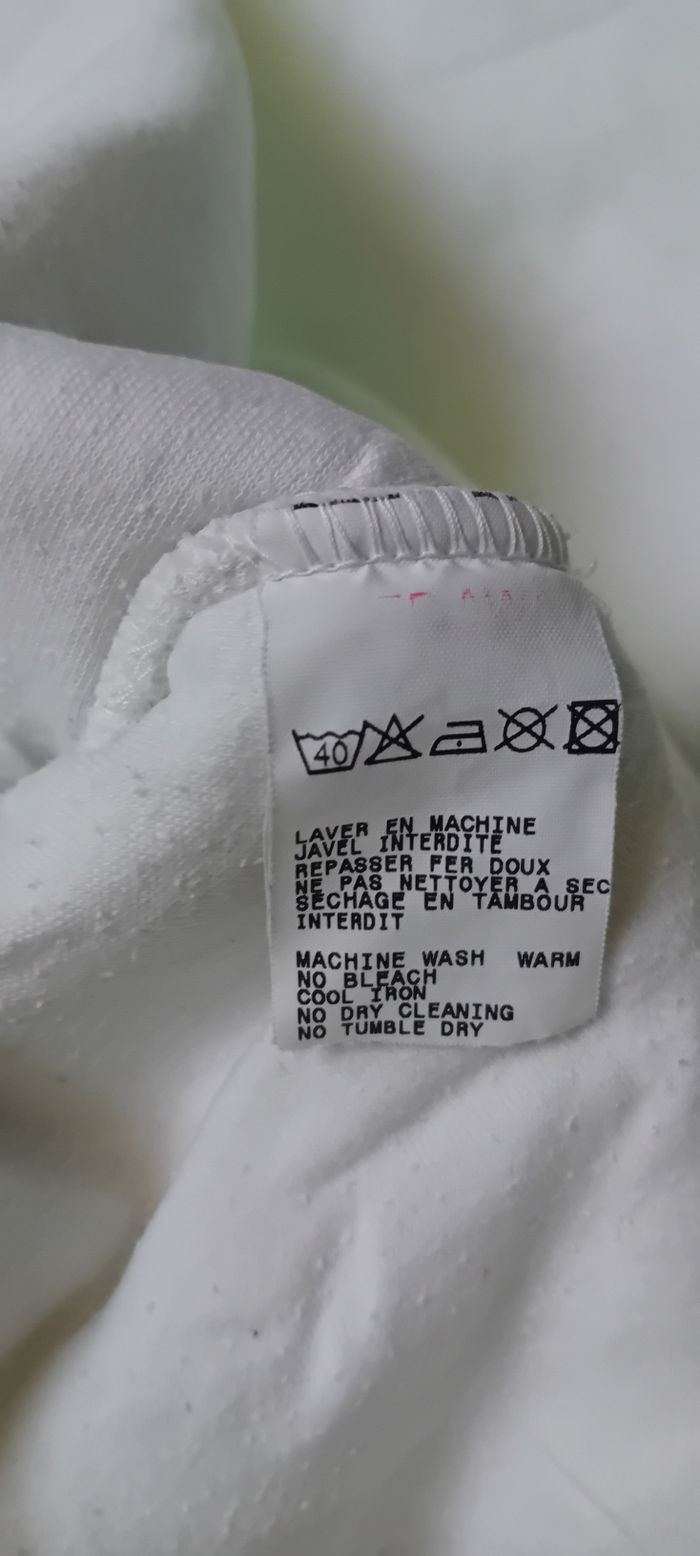 40
LAVER EN MACHINE
JAVEL INTERDITE
REPASSER FER DOUX
NE PAS NETTOYER A SEC
SECHAGE EN TAMBOUR
INTERDIT
MACHINE WASH WARM
NO BLEACH
COOL IRON
NO DRY CLEANING
NO TUMBLE DRY